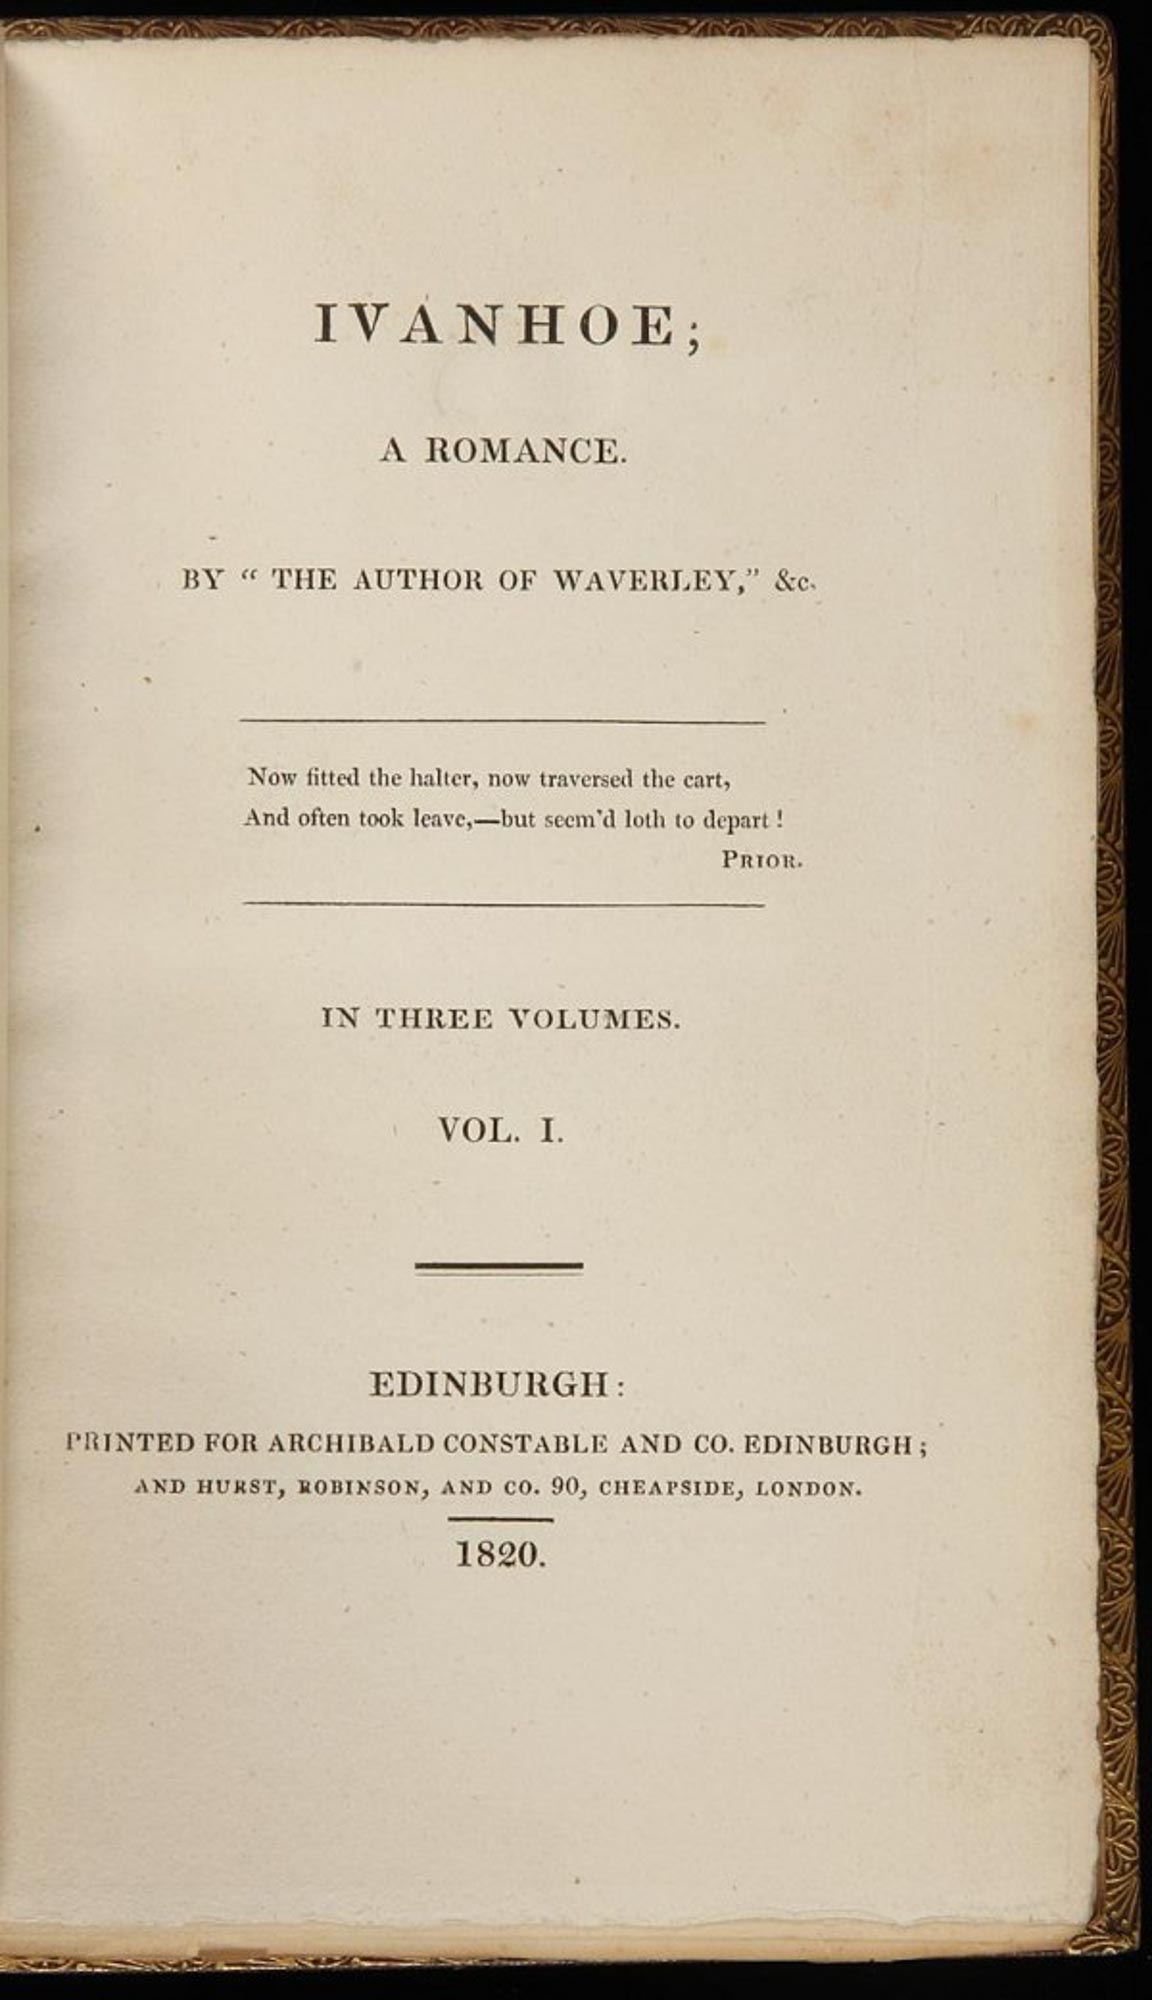 IVANHOE;
A ROMANCE.
BY “ THE AUTHOR OF WAVERLEY,” &c.
Now fitted the halter, now traversed the cart,
And often took leave,—but seem’d loth to depart !
PRIOR.
IN THREE VOLUMES.
VOL. I.
EDINBURGH:
PRINTED FOR ARCHIBALD CONSTABLE AND CO. EDINBURGH;
AND HURST, ROBINSON, AND CO. 90, CHEAPSIDE, LONDON.
1820.